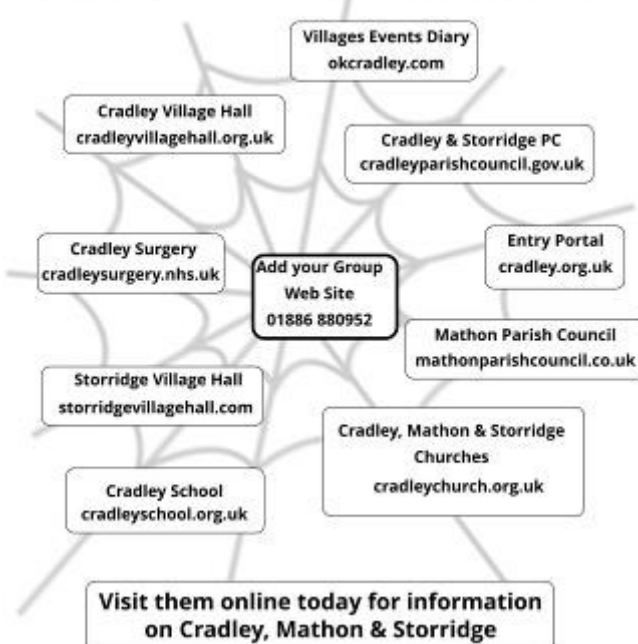 Villages Events Diary
okcradley.com
Cradley Village Hall
cradleyvillagehall.org.uk
Cradley & Storridge PC
cradleyparishcouncil.gov.uk
Cradley Surgery
cradleysurgery.nhs.uk
Entry Portal
cradley.org.uk
Add your Group
Web Site
01886 880952
Mathon Parish Council
mathonparishcouncil.co.uk
Storridge Village Hall
storridgevillagehall.com
Cradley, Mathon & Storridge
Churches
cradleychurch.org.uk
Cradley School
cradleyschool.org.uk
Visit them online today for information
on Cradley, Mathon & Storridge